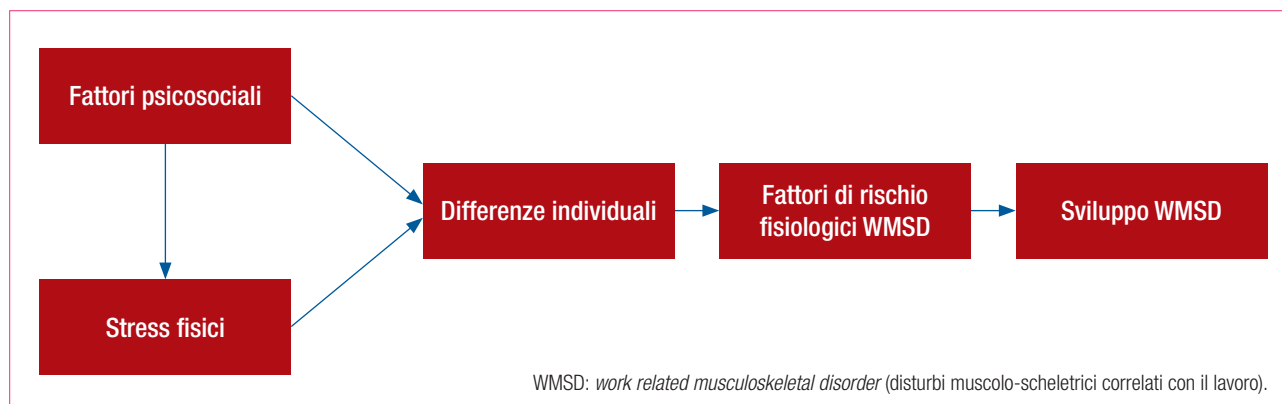 Fattori psicosociali
Differenze individuali
Fattori di rischio
fisiologici WMSD
Sviluppo WMSD
Stress fisici
WMSD: work related musculoskeletal disorder (disturbi muscolo-scheletrici correlati con il lavoro).